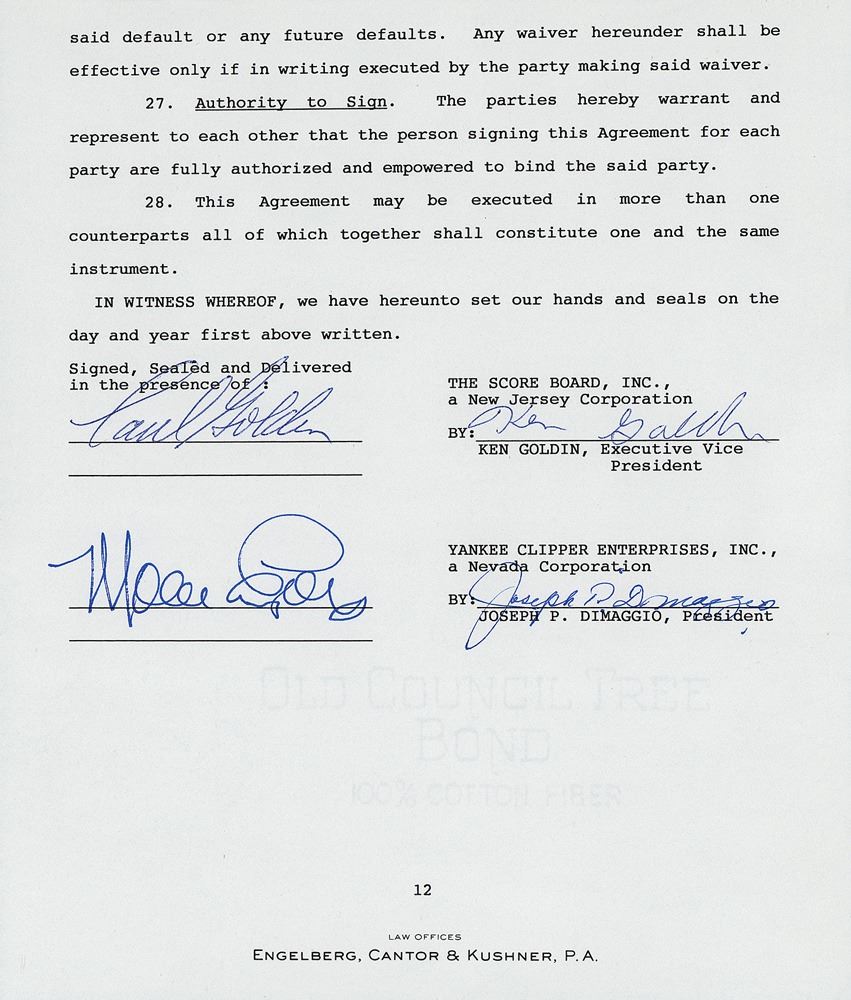 said default or any future defaults. Any waiver hereunder shall be
effective only if in writing executed by the party making said waiver.
27. Authority to Sign. The parties hereby warrant and
represent to each other that the person signing this Agreement for each
party are fully authorized and empowered to bind the said party.
28. This Agreement may be executed in more than one
counterparts all of which together shall constitute one and the same
instrument.
IN WITNESS WHEREOF, we have hereunto set our hands and seals on the
day and year first above written.
Signed, Sealed and Delivered
in the presence of :
THE SCORE BOARD, INC.,
a New Jersey Corporation
Paul Goldin
BY: Ken Goldin
KEN GOLDIN, Executive Vice
President
YANKEE CLIPPER ENTERPRISES, INC.,
a Nevada Corporation
BY: Joseph P. DiMaggio
JOSEPH P. DIMAGGIO, President
OLD COUNCIL TREE
BOND
100% COTTON FIBER
12
LAW OFFICES
ENGELBERG, CANTOR & KUSHNER, P.A.